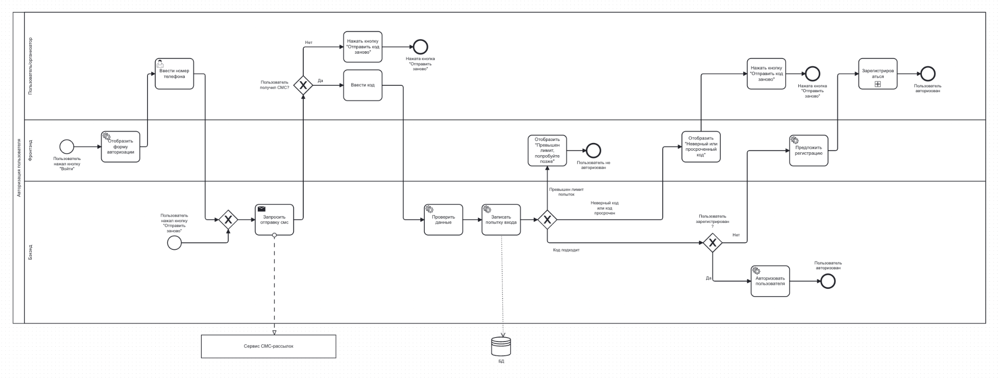 Авторизация пользователя
Пользователь/организатор
Фронтэнд
Бэкэнд
Пользователь
нажал кнопку
"Войти"
Отобразить
форму
авторизации
Ввести номер
телефона
Пользователь
нажал кнопку
"Отправить
заново"
Запросить
отправку смс
Сервис СМС-рассылок
Пользователь
получил СМС?
Нет
Нажать кнопку
"Отправить код
заново"
Нажата кнопка
"Отправить
заново"
Да
Ввести код
Проверить
данные
Записать
попытку входа
БД
Превышен лимит
попыток
Отобразить
"Превышен
лимит,
попробуйте
позже"
Пользователь не
авторизован
Неверный код
или код
просрочен
Отобразить
"Неверный или
просроченный
код"
Нажать кнопку
"Отправить код
заново"
Нажата кнопка
"Отправить
заново"
Код подходит
Пользователь
зарегистрирован
?
Нет
Предложить
регистрацию
Зарегистриров
аться
Пользователь
авторизован
Да
Авторизовать
пользователя
Пользователь
авторизован